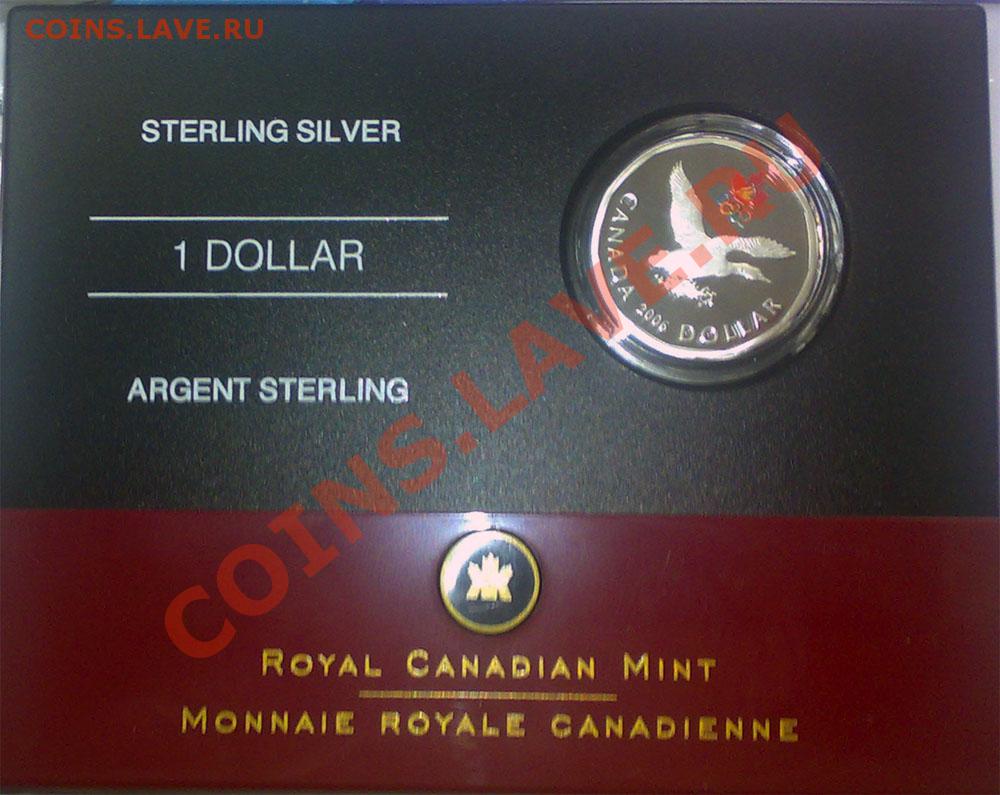 COINS.LAVE.RU
STERLING SILVER
1 DOLLAR
ARGENT STERLING
CANADA 2006 DOLLAR
COINS.LAVE.RU
ROYAL CANADIAN MINT
MONNAIE ROYALE CANADIENNE